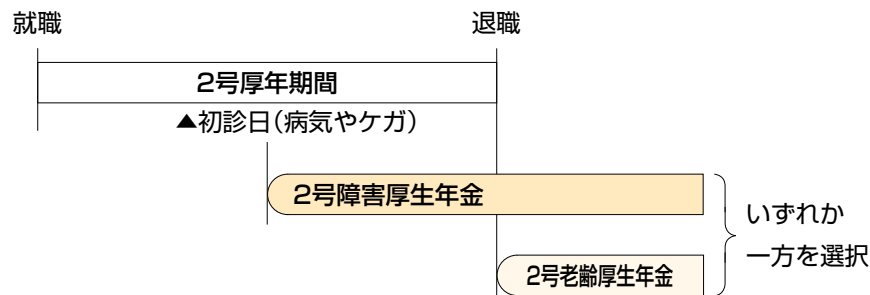 就職
退職
2号厚年期間
▲初診日(病気やケガ)
2号障害厚生年金
いずれか
一方を選択
2号老齢厚生年金